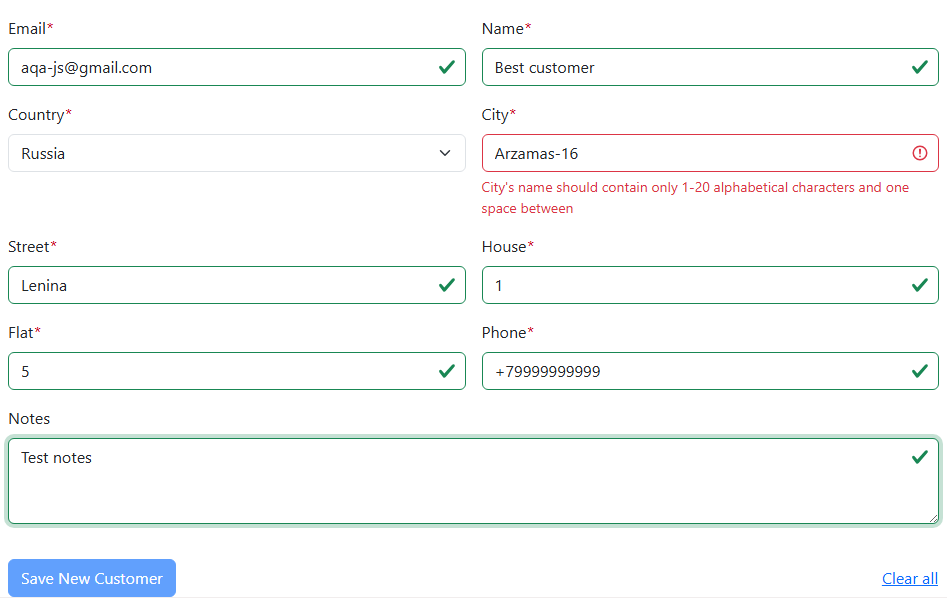 Email*
Name*
aqa-js@gmail.com
Best customer
Country*
City*
Russia
Arzamas-16
City's name should contain only 1-20 alphabetical characters and one
space between
Street*
House*
Lenina
1
Flat*
Phone*
5
+79999999999
Notes
Test notes
Save New Customer
Clear all